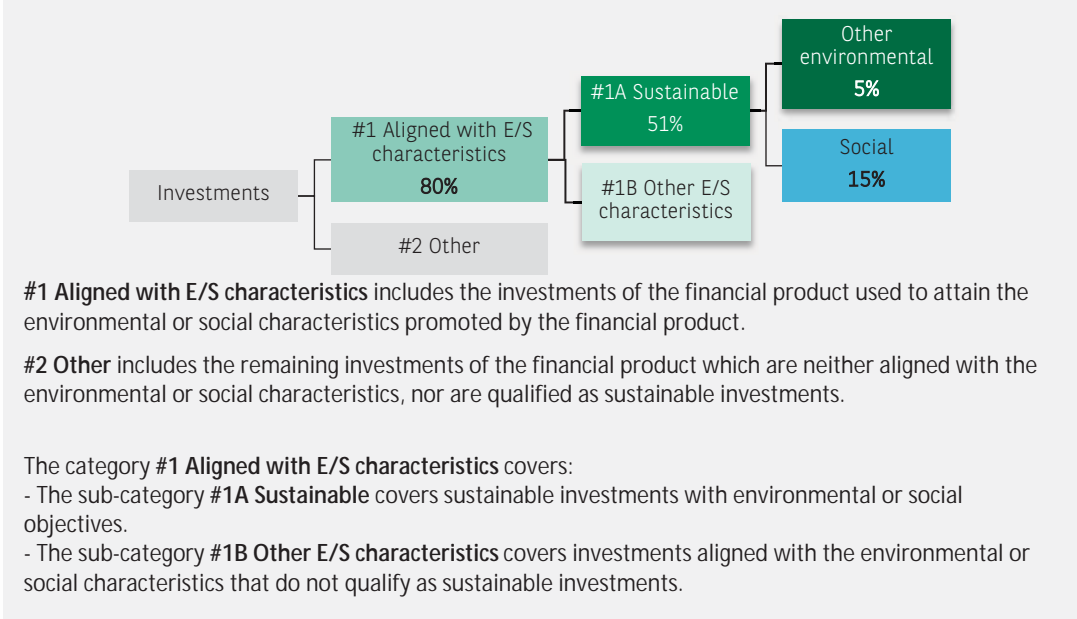 Other
environmental
5%
#1A Sustainable
51%
#1 Aligned with E/S
characteristics
80%
Social
15%
Investments
#1B Other E/S
characteristics
#2 Other
#1 Aligned with E/S characteristics includes the investments of the financial product used to attain the
environmental or social characteristics promoted by the financial product.
#2 Other includes the remaining investments of the financial product which are neither aligned with the
environmental or social characteristics, nor are qualified as sustainable investments.
The category #1 Aligned with E/S characteristics covers:
- The sub-category #1A Sustainable covers sustainable investments with environmental or social
objectives.
- The sub-category #1B Other E/S characteristics covers investments aligned with the environmental or
social characteristics that do not qualify as sustainable investments.